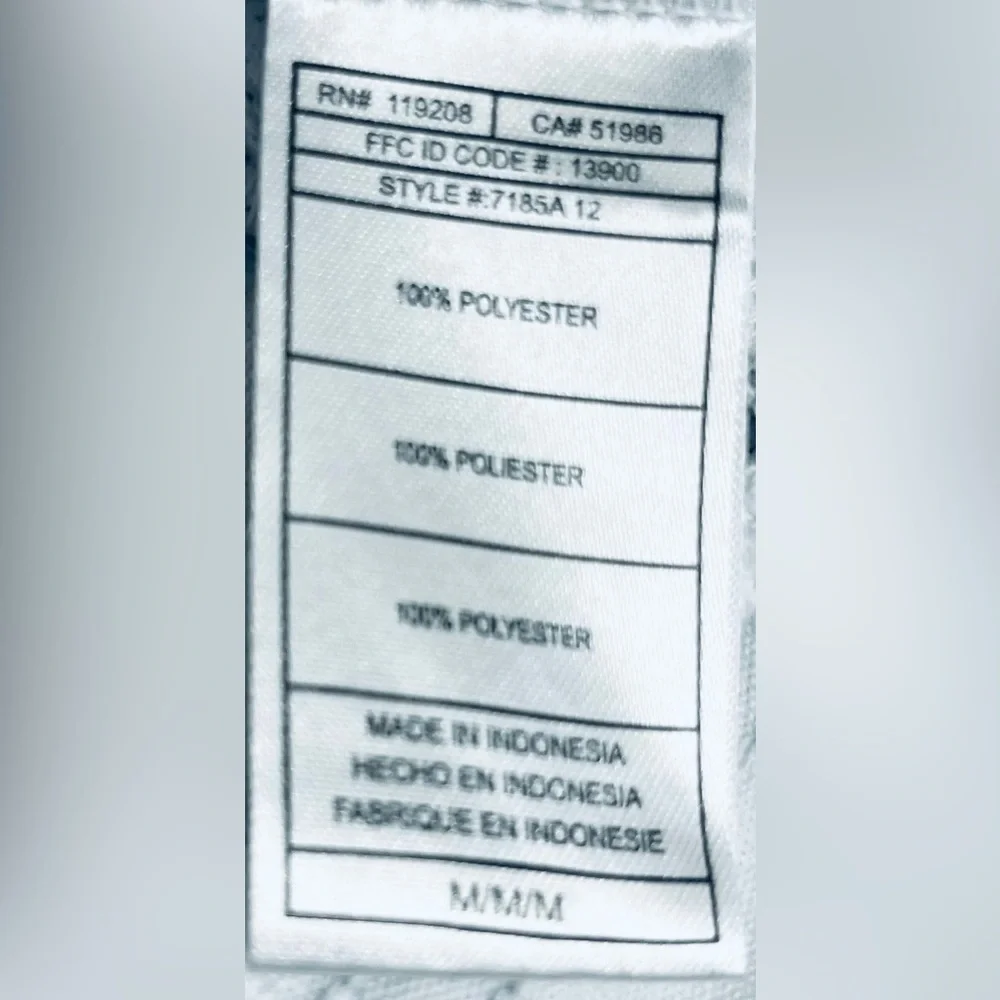 RN# 119208 CA# 51986
FFC ID CODE # : 13900
STYLE #:7185A 12
100% POLYESTER
100% POLIESTER
100% POLYESTER
MADE IN INDONESIA
HECHO EN INDONESIA
FABRIQUE EN INDONESIE
M/M/M